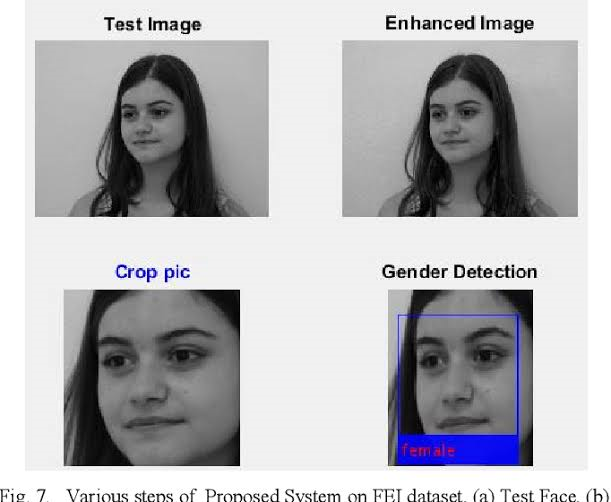 Test Image
Enhanced Image
Crop pic
Gender Detection
female
Fig. 7. Various steps of Proposed System on FEI dataset. (a) Test Face, (b)